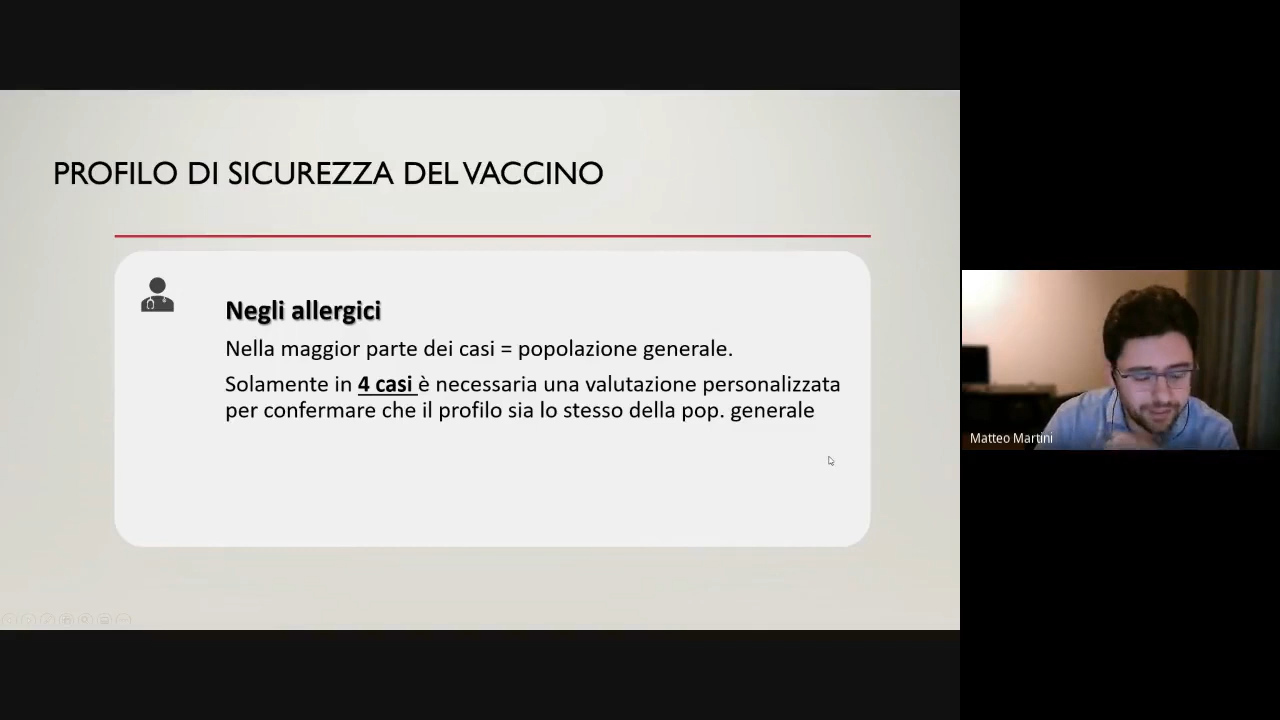 PROFILO DI SICUREZZA DEL VACCINO
Negli allergici
Nella maggior parte dei casi = popolazione generale.
Solamente in 4 casi è necessaria una valutazione personalizzata
per confermare che il profilo sia lo stesso della pop. generale
Matteo Martini